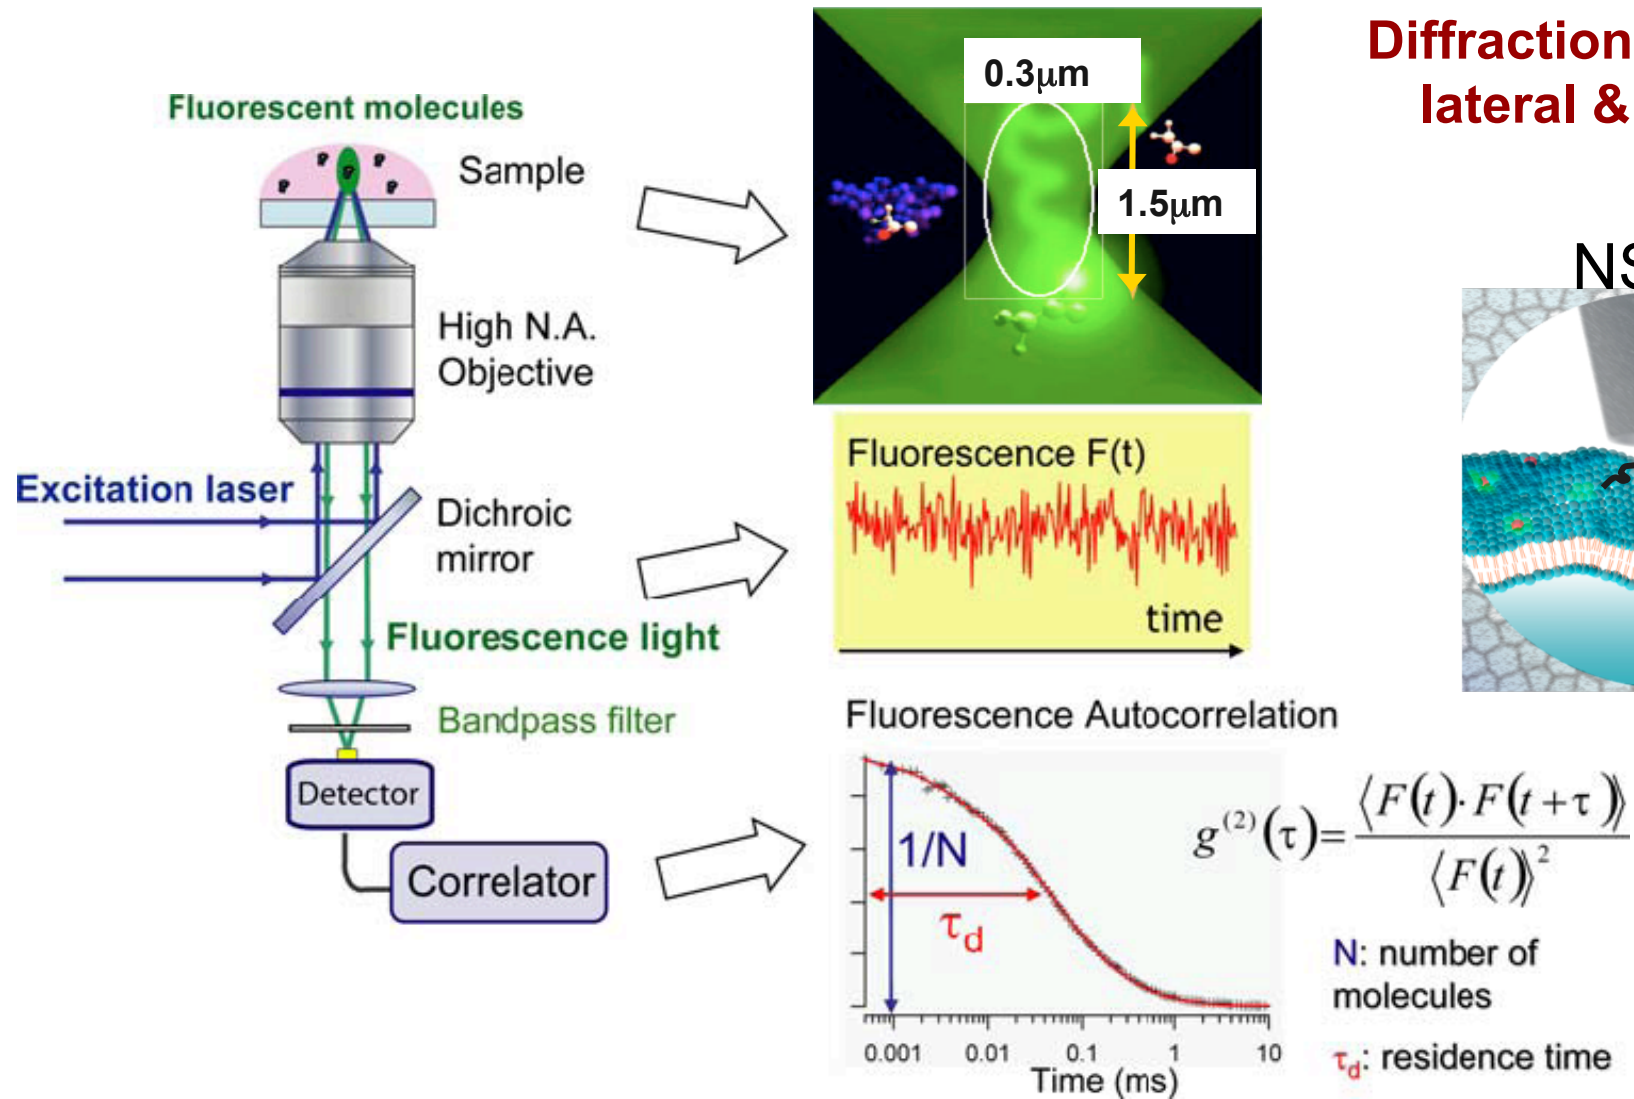 Fluorescent molecules
Sample
High N.A.
Objective
Excitation laser
Dichroic
mirror
Fluorescence light
Bandpass filter
Detector
Correlator
0.3μm
1.5μm
Fluorescence F(t)
time
Fluorescence Autocorrelation
1/N
τd
0.001 0.01 0.1 1 10
Time (ms)
g(2)(τ)=⟨F(t)·F(t+τ)⟩/⟨F(t)⟩2
N: number of
molecules
τd: residence time
Diffraction
lateral &
NS